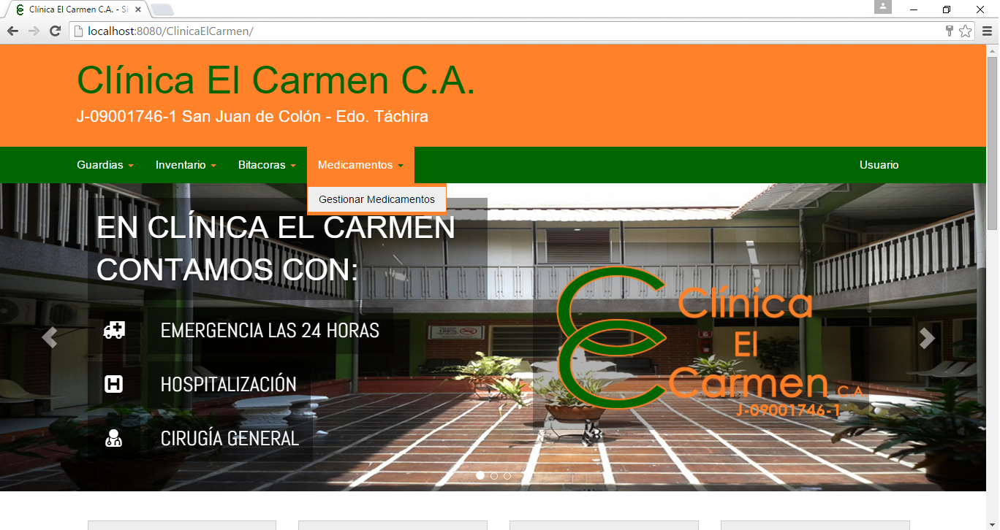 Clínica El Carmen C.A. - Si
localhost:8080/ClinicaElCarmen/
Clínica El Carmen C.A.
J-09001746-1 San Juan de Colón - Edo. Táchira
Guardias Inventario Bitacoras Medicamentos Usuario
Gestionar Medicamentos
EN CLÍNICA EL CARMEN
CONTAMOS CON:
EMERGENCIA LAS 24 HORAS
HOSPITALIZACIÓN
CIRUGÍA GENERAL
Clínica
El
Carmen C.A.
J-09001746-1
100%